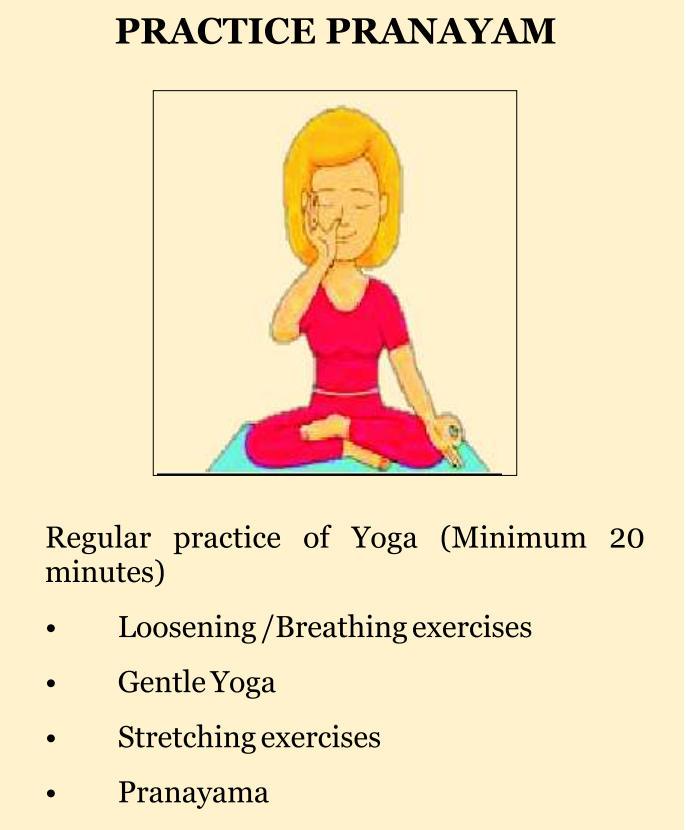 PRACTICE PRANAYAM
Regular practice of Yoga (Minimum 20
minutes)
• Loosening /Breathing exercises
• Gentle Yoga
• Stretching exercises
• Pranayama